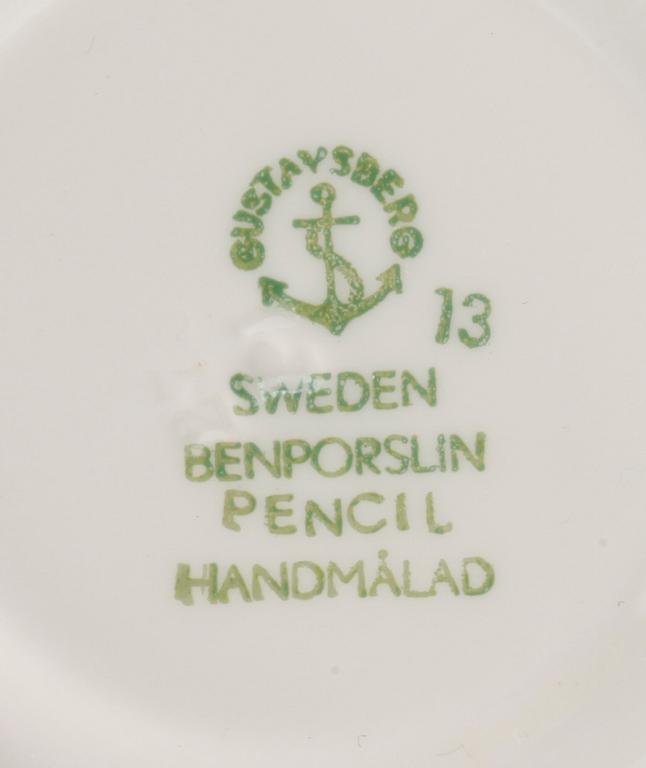 GUSTAVSBERG
13
SWEDEN
BENPORSLIN
PENCIL
HANDMÅLAD